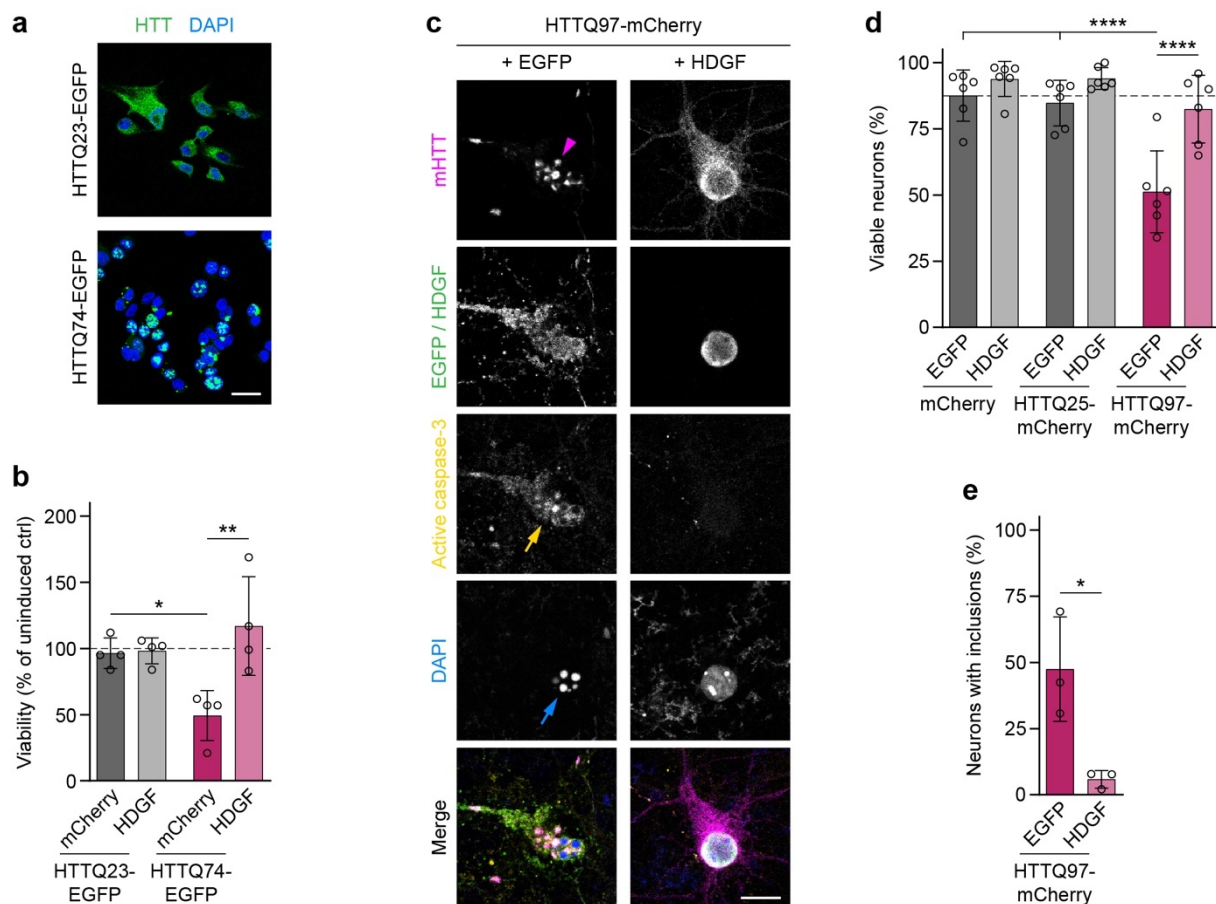 a
HTT DAPI
HTTQ23-EGFP
HTTQ74-EGFP
b
Viability (% of uninduced ctrl)
200
150
100
50
0
*
**
mCherry
HDGF
mCherry
HDGF
HTTQ23-
EGFP
HTTQ74-
EGFP
c
HTTQ97-mCherry
+ EGFP
+ HDGF
mHTT
EGFP / HDGF
Active caspase-3
DAPI
Merge
d
Viable neurons (%)
100
75
50
25
0
****
****
EGFP
HDGF
EGFP
HDGF
EGFP
HDGF
mCherry
HTTQ25-
mCherry
HTTQ97-
mCherry
e
Neurons with inclusions (%)
100
75
50
25
0
*
EGFP
HDGF
HTTQ97-
mCherry